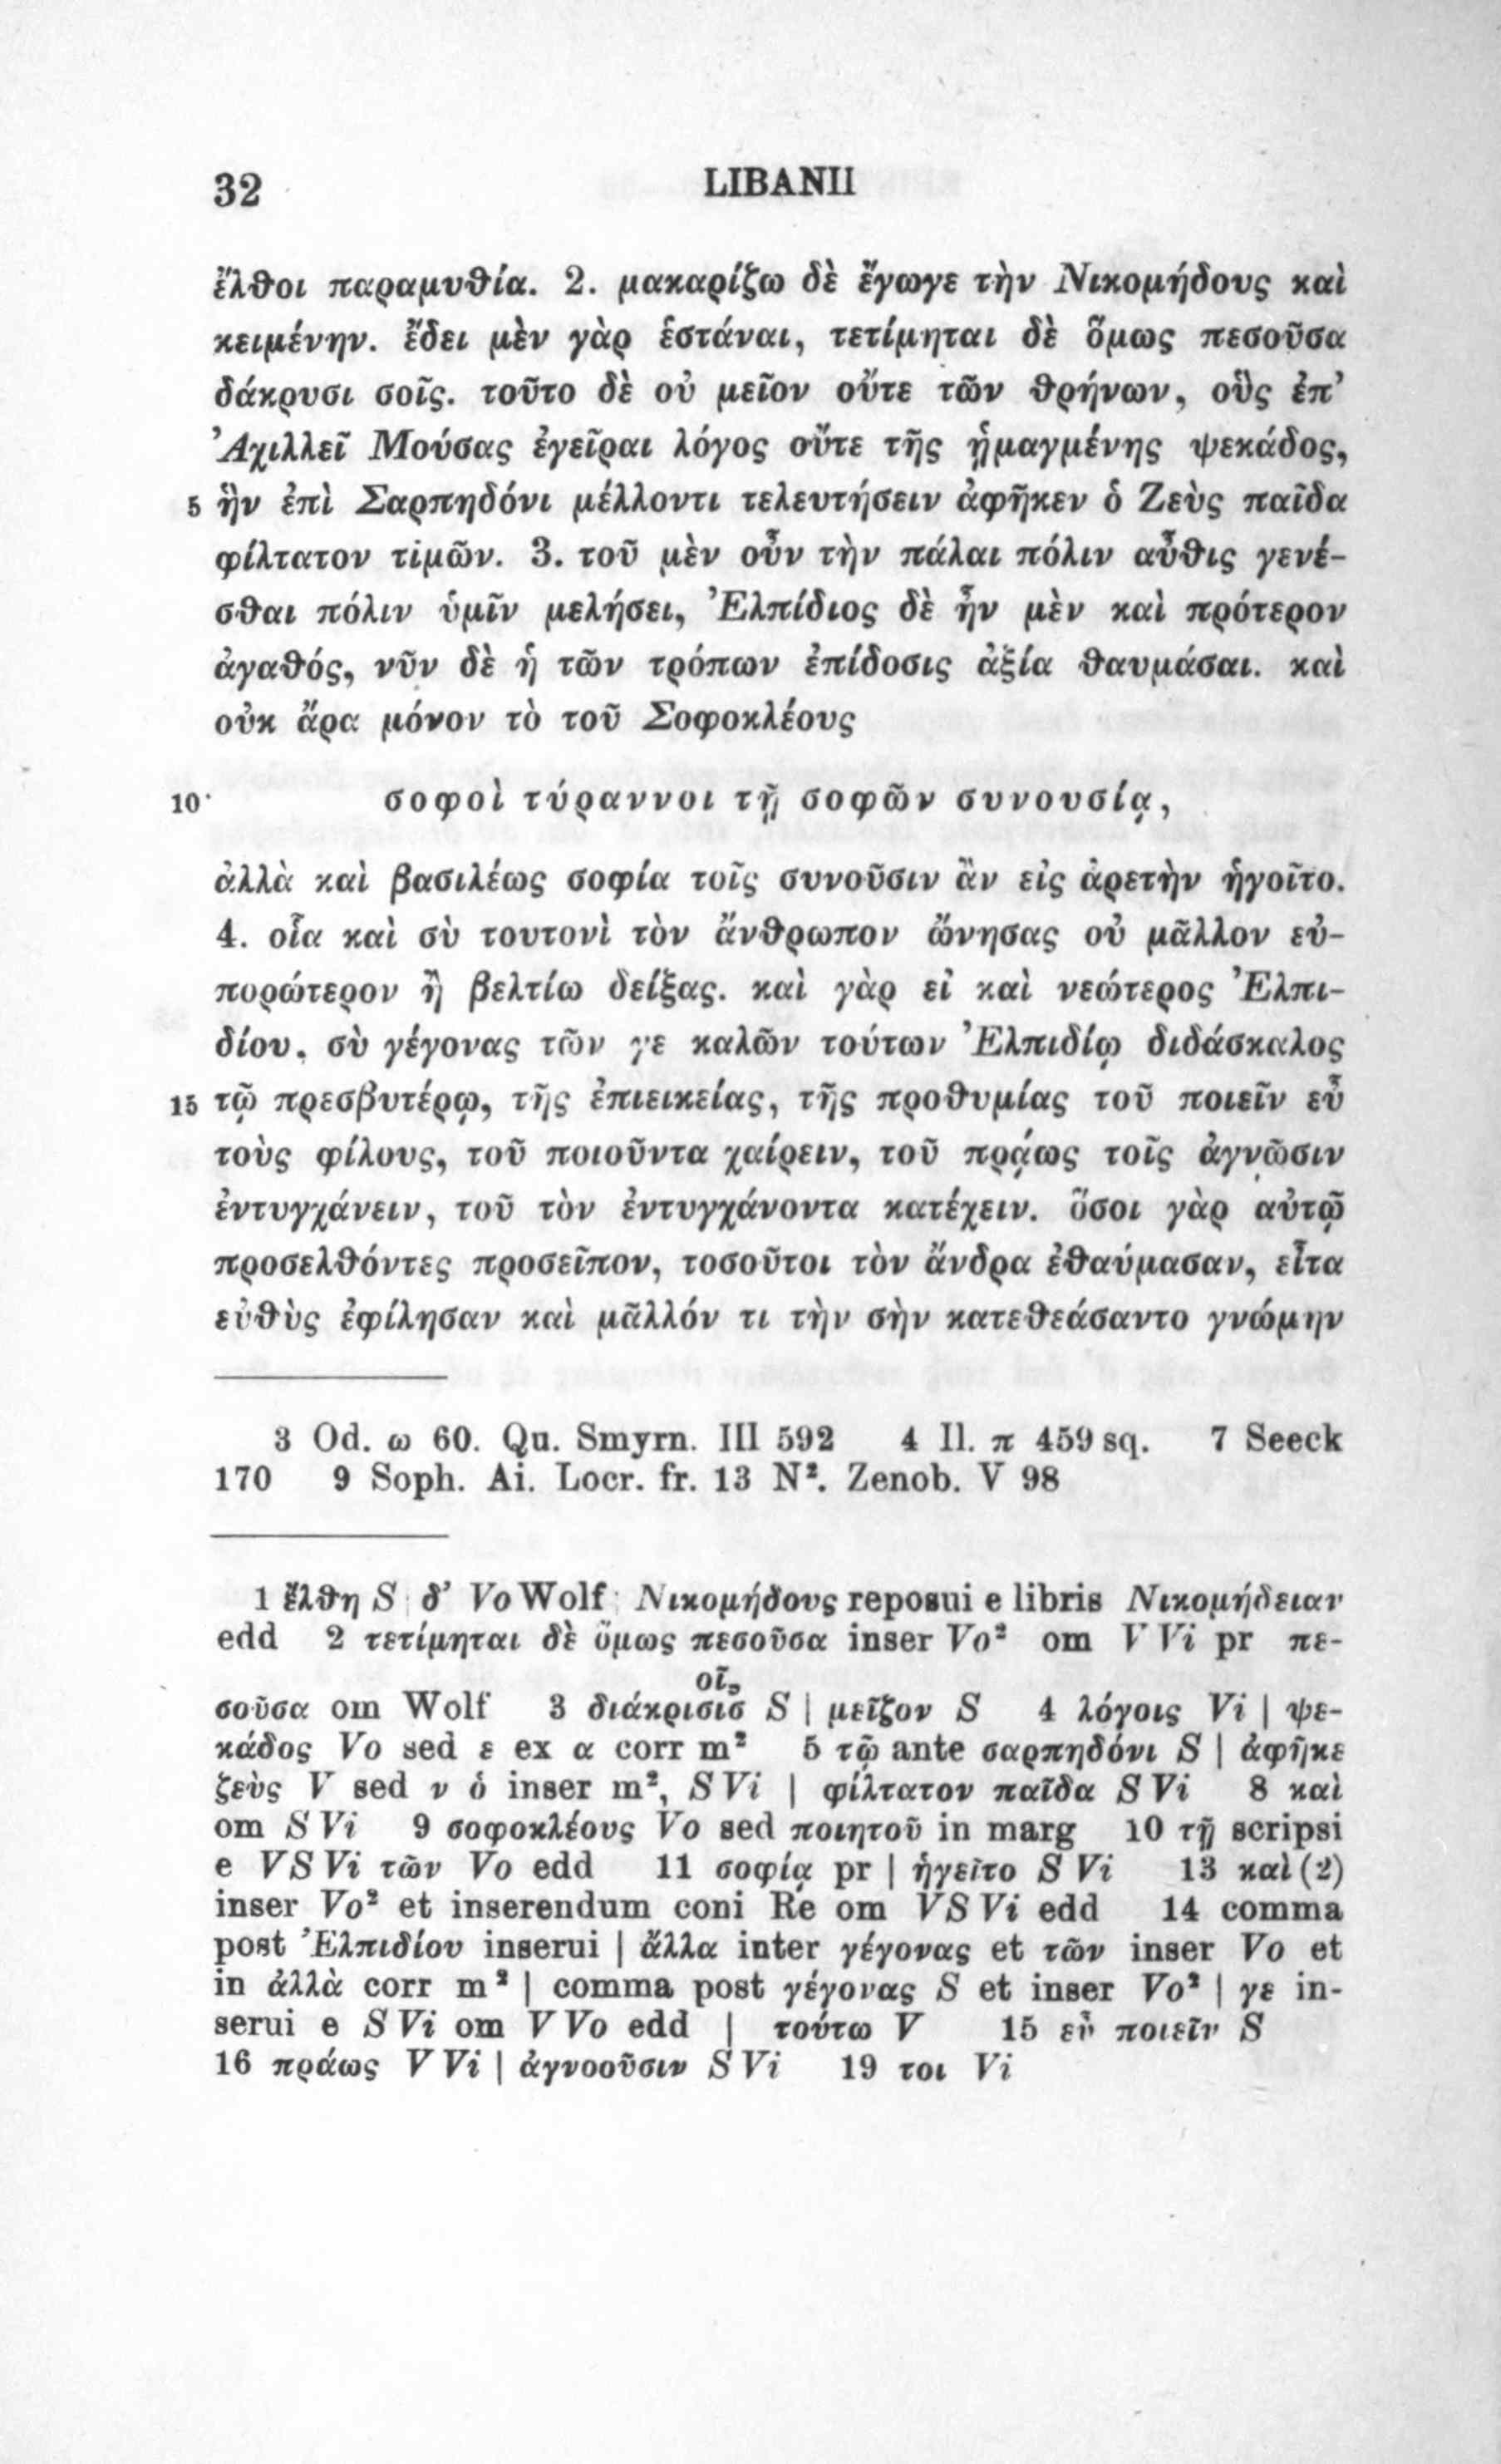 32 LIBANII
ἔλθοι παραμυθία. 2. μακαρίζω δὲ ἔγωγε τὴν Νικομήδους καὶ
κειμένην. ἔδει μὲν γὰρ ἑστάναι, τετίμηται δὲ ὅμως πεσοῦσα
δάκρυσι σοῖς. τοῦτο δὲ οὐ μεῖον οὔτε τῶν θρήνων, οὓς ἐπ’
Ἀχιλλεῖ Μούσας ἐγεῖραι λόγος οὔτε τῆς ᾑμαγμένης ψεκάδος,
5 ἣν ἐπὶ Σαρπηδόνι μέλλοντι τελευτήσειν ἀφῆκεν ὁ Ζεὺς παῖδα
φίλτατον τιμῶν. 3. τοῦ μὲν οὖν τὴν πάλαι πόλιν αὖθις γενέ-
σθαι πόλιν ὑμῖν μελήσει, Ἐλπίδιος δὲ ἦν μὲν καὶ πρότερον
ἀγαθός, νῦν δὲ ἡ τῶν τρόπων ἐπίδοσις ἀξία θαυμάσαι. καὶ
οὐκ ἄρα μόνον τὸ τοῦ Σοφοκλέους
10 σοφοὶ τύραννοι τῇ σοφῶν συνουσίᾳ,
ἀλλὰ καὶ βασιλέως σοφία τοῖς συνοῦσιν ἂν εἰς ἀρετὴν ἡγοῖτο.
4. οἷα καὶ σὺ τουτονὶ τὸν ἄνθρωπον ὤνησας οὐ μᾶλλον εὐ-
πορώτερον ἢ βελτίω δείξας. καὶ γὰρ εἰ καὶ νεώτερος Ἐλπι-
δίου, σὺ γέγονας τῶν γε καλῶν τούτων Ἐλπιδίῳ διδάσκαλος
15 τῷ πρεσβυτέρῳ, τῆς ἐπιεικείας, τῆς προθυμίας τοῦ ποιεῖν εὖ
τοὺς φίλους, τοῦ ποιοῦντα χαίρειν, τοῦ πρᾴως τοῖς ἀγνῶσιν
ἐντυγχάνειν, τοῦ τὸν ἐντυγχάνοντα κατέχειν. ὅσοι γὰρ αὐτῷ
προσελθόντες προσεῖπον, τοσοῦτοι τὸν ἄνδρα ἐθαύμασαν, εἶτα
εὐθὺς ἐφίλησαν καὶ μᾶλλόν τι τὴν σὴν κατεθεάσαντο γνώμην
3 Od. ω 60. Qu. Smyrn. III 592 4 Il. π 459 sq. 7 Seeck
170 9 Soph. Ai. Locr. fr. 13 N². Zenob. V 98
1 ἔλθη S | δ’ Vo Wolf | Νικομήδους reposui e libris Νικομήδειαν
edd 2 τετίμηται δὲ ὅμως πεσοῦσα inser Vo² om V Vi pr πε-
οῖς
σοῦσα om Wolf 3 διάκρισισ S | μεῖζον S 4 λόγοις Vi | ψε-
κάδος Vo sed ε ex α corr m² 5 τῷ ante σαρπηδόνι S | ἀφῆκε
ζεὺς V sed ν ὁ inser m², S Vi | φίλτατον παῖδα S Vi 8 καὶ
om S Vi 9 σοφοκλέους Vo sed ποιητοῦ in marg 10 τῇ scripsi
e V S Vi τῶν Vo edd 11 σοφίᾳ pr | ἡγεῖτο S Vi 13 καὶ (2)
inser Vo² et inserendum coni Re om V S Vi edd 14 comma
post Ἐλπιδίου inserui | ἄλλα inter γέγονας et τῶν inser Vo et
in ἀλλὰ corr m² | comma post γέγονας S et inser Vo² | γε in-
serui e S Vi om V Vo edd | τούτω V 15 εὖ ποιεῖν S
16 πράως V Vi | ἀγνοοῦσιν S Vi 19 τοι Vi